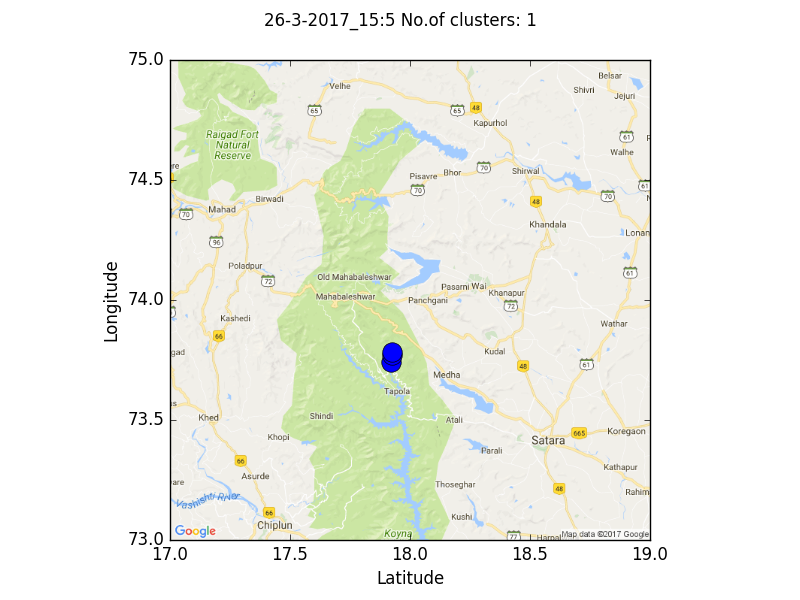 26-3-2017_15:5 No.of clusters: 1
75.0
74.5
74.0
73.5
73.0
Longitude
17.0
17.5
18.0
18.5
19.0
Latitude
Velhe
Belsar
Shivri
Jejuri
65
65
48
Kapurhol
Raigad Fort
Natural
Reserve
61
Walhe
re
Pisavre
Bhor
70
Shirwal
70
61
Birwadi
70
48
Mahad
70
Khandala
Lonan
96
Poladpur
72
Old Mahabaleshwar
61
Mahabaleshwar
Panchgani
Pasami
Wai
Khanapur
72
Kashedi
66
Wathar
gad
Kudal
48
73
Medha
Tapola
Khed
Shindi
Atali
665
Koregaon
Khopi
Satara
Parali
66
Asurde
Kathapur
are
Thoseghar
48
Rahim
Vashishti River
66
Kushi
Chiplun
Koyna
77
Google
Map data ©2017 Google